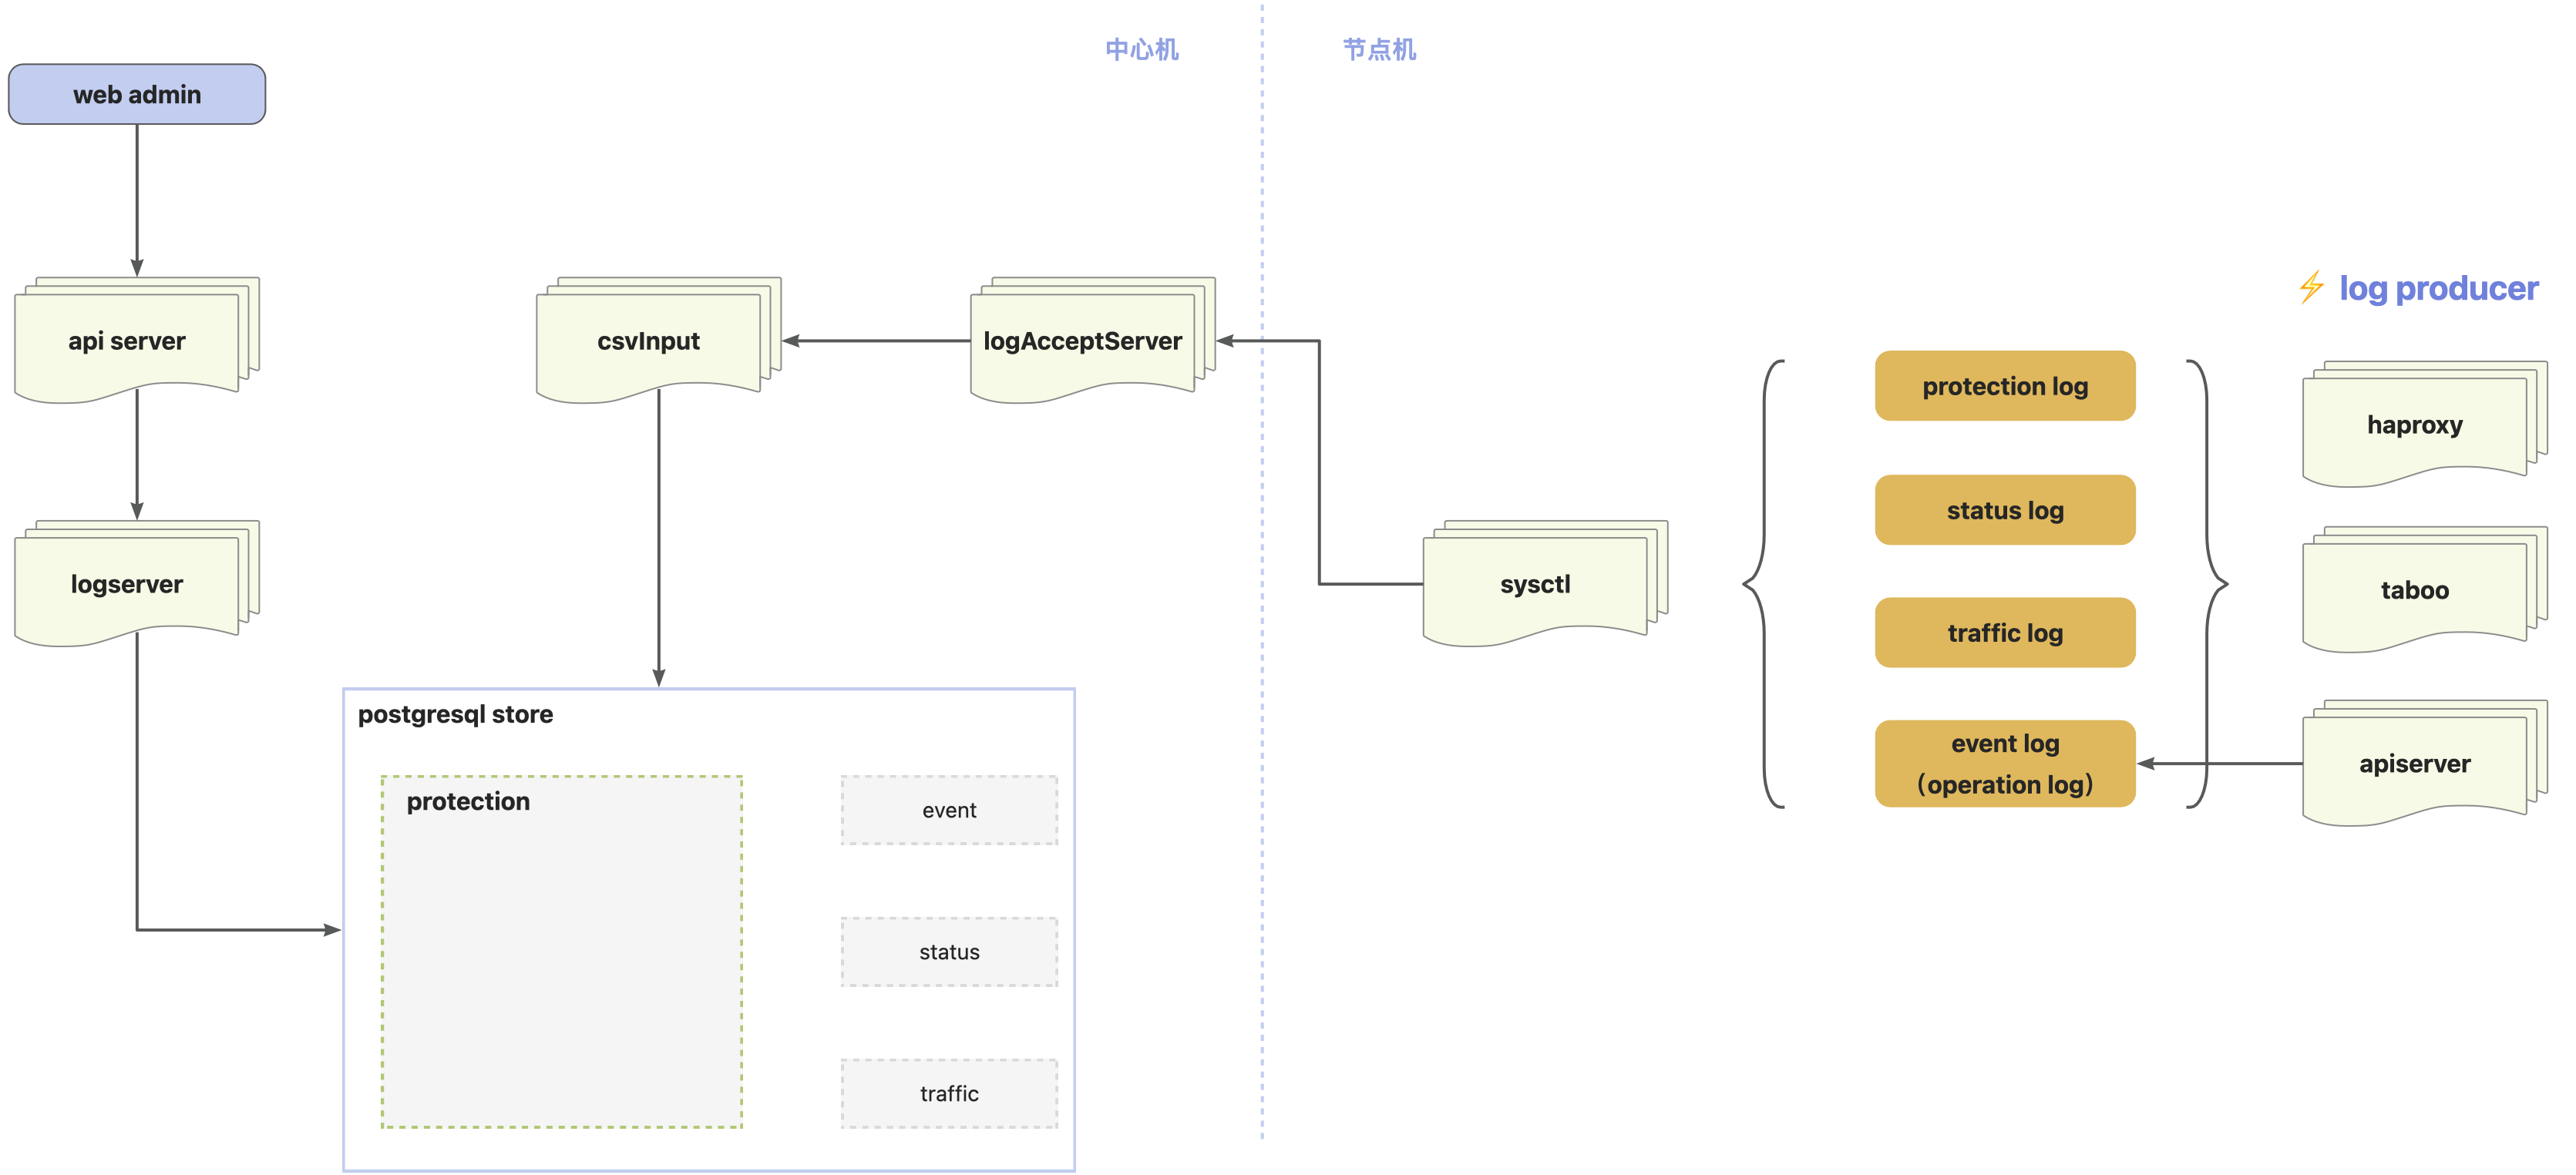 中心机
节点机
web admin
api server
csvInput
logAcceptServer
⚡ log producer
protection log
haproxy
status log
logserver
sysctl
taboo
traffic log
postgresql store
event log
(operation log)
apiserver
protection
event
status
traffic